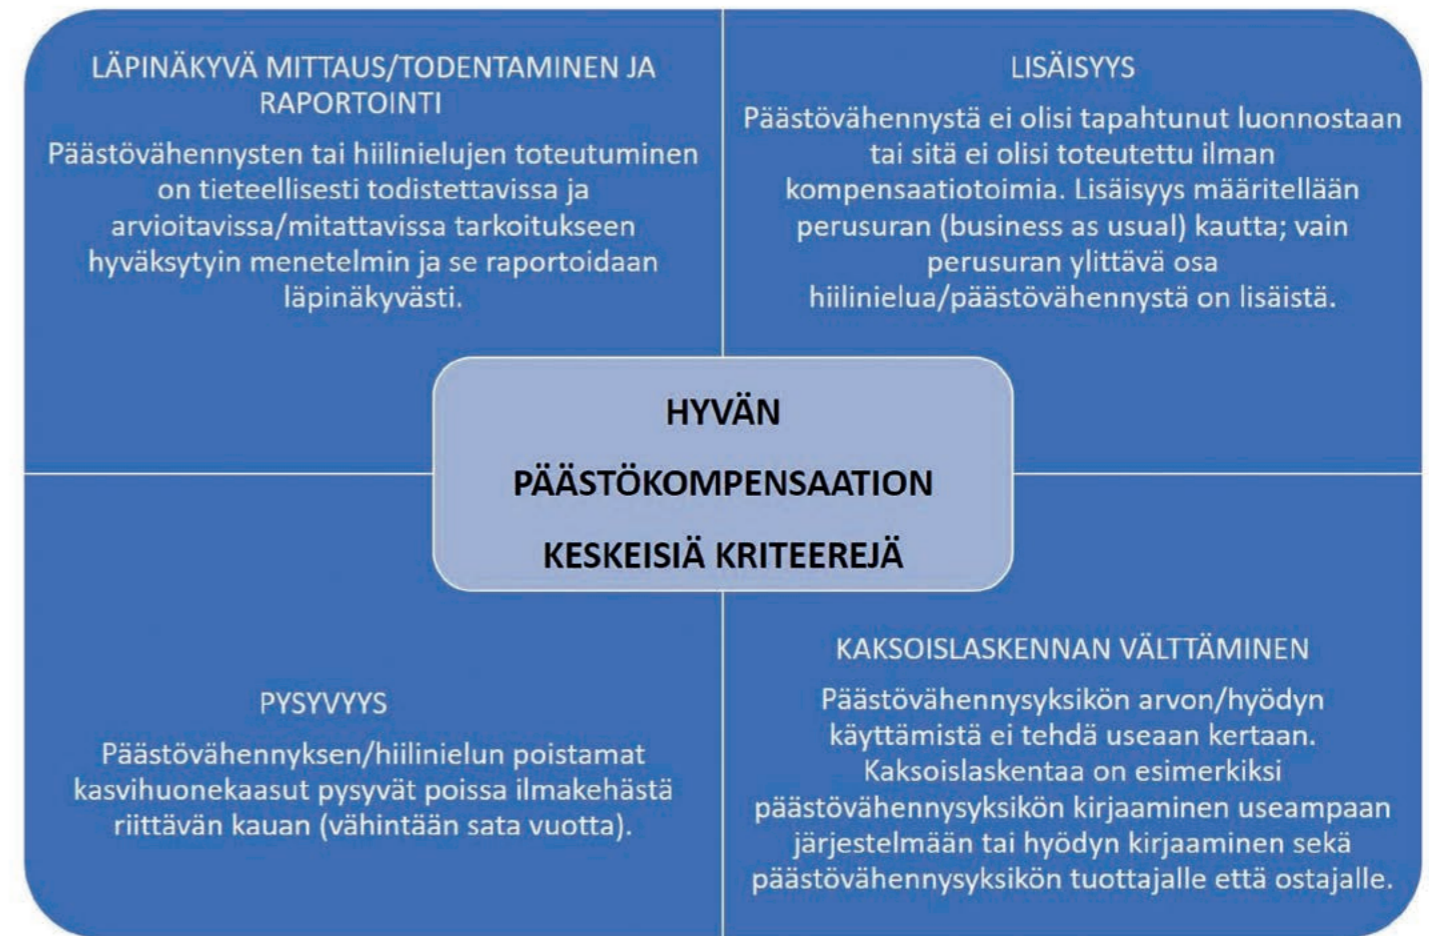 LÄPINÄKYVÄ MITTAUS/TODENTAMINEN JA
RAPORTOINTI
Päästövähennysten tai hiilinielujen toteutuminen
on tieteellisesti todistettavissa ja
arvioitavissa/mitattavissa tarkoitukseen
hyväksytyin menetelmin ja se raportoidaan
läpinäkyvästi.
LISÄISYYS
Päästövähennystä ei olisi tapahtunut luonnostaan
tai sitä ei olisi toteutettu ilman
kompensaatiotoimia. Lisäisyys määritellään
perusuran (business as usual) kautta; vain
perusuran ylittävä osa
hiilinielua/päästövähennystä on lisäistä.
HYVÄN
PÄÄSTÖKOMPENSAATION
KESKEISIÄ KRITEEREJÄ
PYSYVYYS
Päästövähennyksen/hiilinielun poistamat
kasvihuonekaasut pysyvät poissa ilmakehästä
riittävän kauan (vähintään sata vuotta).
KAKSOISLASKENNAN VÄLTTÄMINEN
Päästövähennysyksikön arvon/hyödyn
käyttämistä ei tehdä useaan kertaan.
Kaksoislaskentaa on esimerkiksi
päästövähennysyksikön kirjaaminen useampaan
järjestelmään tai hyödyn kirjaaminen sekä
päästövähennysyksikön tuottajalle että ostajalle.